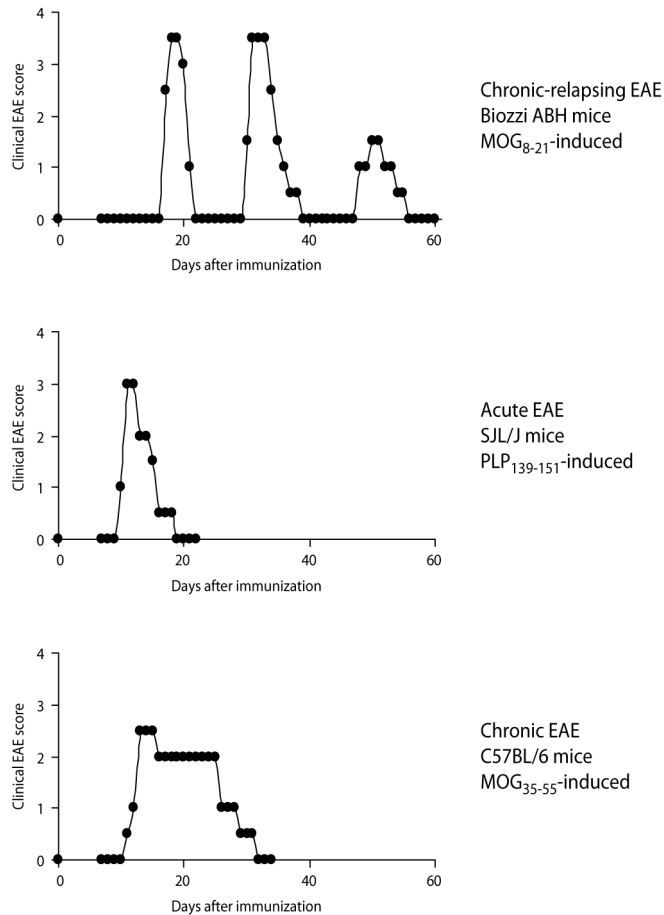 4
3
2
1
0
0
20
40
60
Clinical EAE score
Days after immunization
Chronic-relapsing EAE
Biozzi ABH mice
MOG8-21-induced
4
3
2
1
0
0
20
40
60
Clinical EAE score
Days after immunization
Acute EAE
SJL/J mice
PLP139-151-induced
4
3
2
1
0
0
20
40
60
Clinical EAE score
Days after immunization
Chronic EAE
C57BL/6 mice
MOG35-55-induced